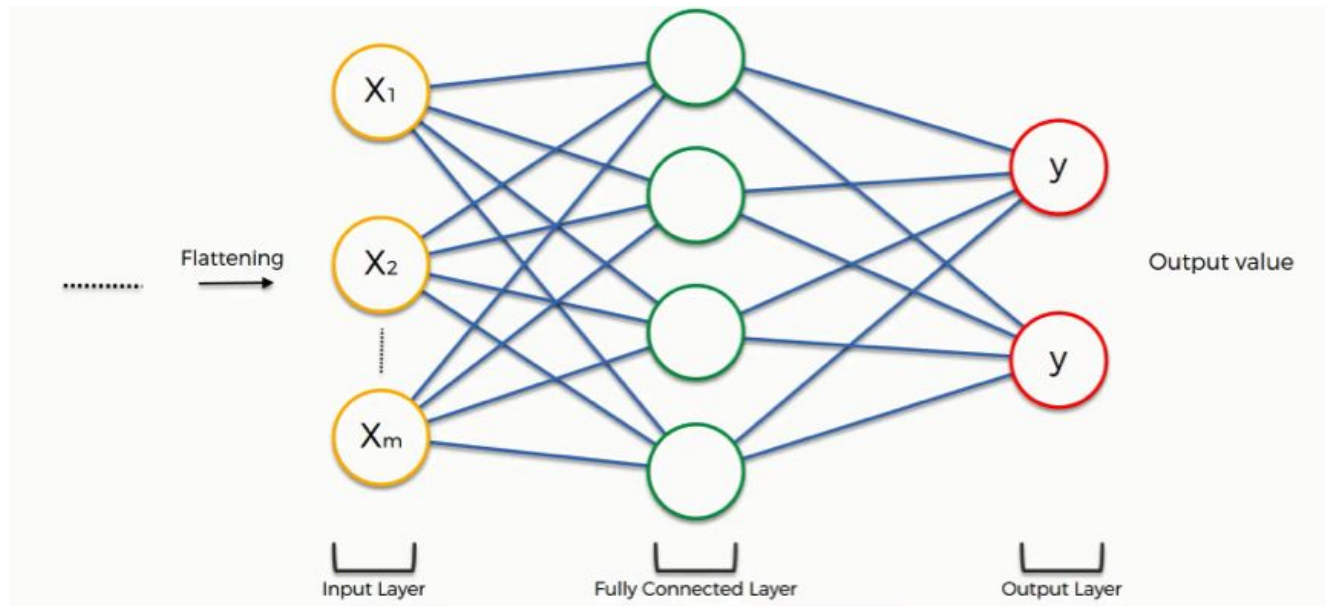 X₁
y
Flattening
X₂
Output value
y
Xₘ
Input Layer
Fully Connected Layer
Output Layer